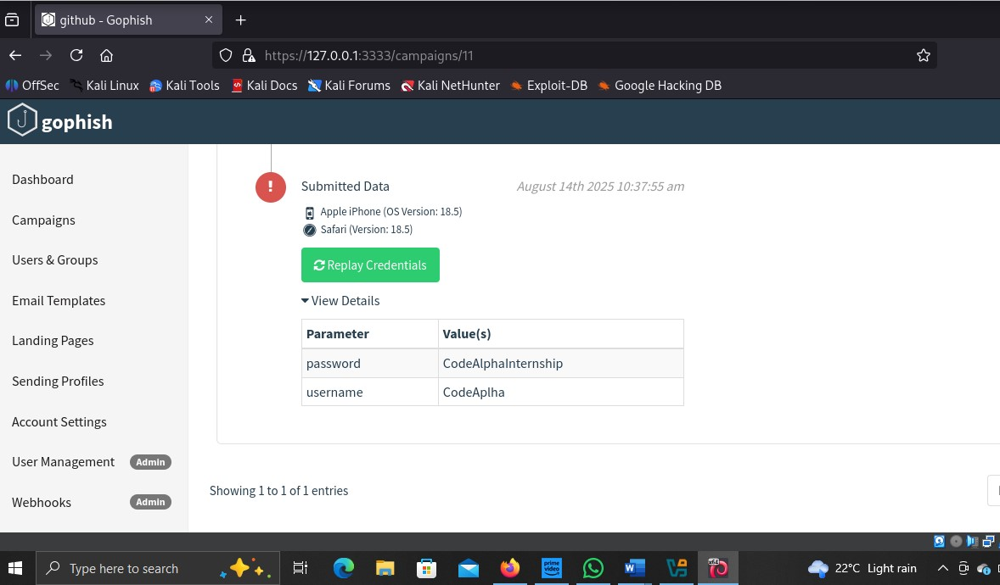 github - Gophish
https://127.0.0.1:3333/campaigns/11
OffSec Kali Linux Kali Tools Kali Docs Kali Forums Kali NetHunter Exploit-DB Google Hacking DB
gophish
Dashboard
Campaigns
Users & Groups
Email Templates
Landing Pages
Sending Profiles
Account Settings
User Management Admin
Webhooks Admin
! Submitted Data August 14th 2025 10:37:55 am
Apple iPhone (OS Version: 18.5)
Safari (Version: 18.5)
Replay Credentials
View Details
Parameter Value(s)
password CodeAlphaInternship
username CodeAplha
Showing 1 to 1 of 1 entries
Type here to search
prime video
22°C Light rain